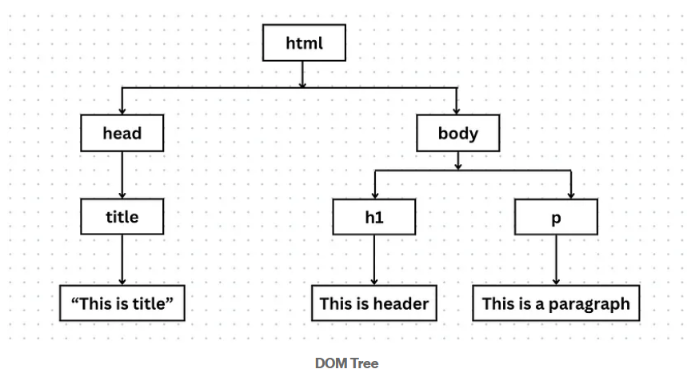 html
head
body
title
h1
p
“This is title”
This is header
This is a paragraph
DOM Tree